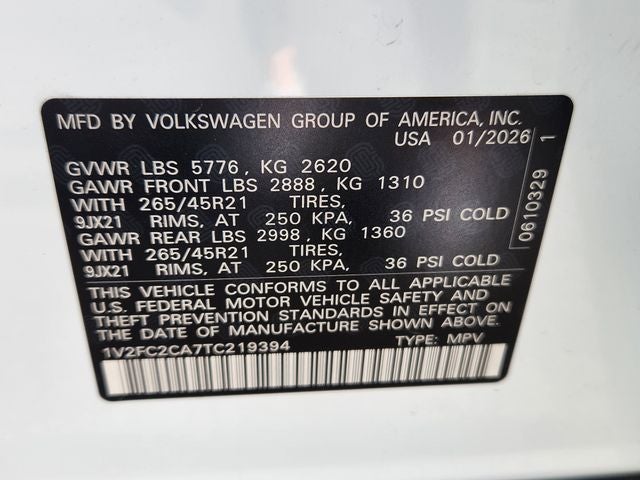 MFD BY VOLKSWAGEN GROUP OF AMERICA, INC.
USA 01/2026
GVWR LBS 5776, KG 2620
GAWR FRONT LBS 2888, KG 1310
WITH 265/45R21 TIRES,
9JX21 RIMS, AT 250 KPA, 36 PSI COLD
GAWR REAR LBS 2998, KG 1360
WITH 265/45R21 TIRES,
9JX21 RIMS, AT 250 KPA, 36 PSI COLD
THIS VEHICLE CONFORMS TO ALL APPLICABLE
U.S. FEDERAL MOTOR VEHICLE SAFETY AND
THEFT PREVENTION STANDARDS IN EFFECT ON
THE DATE OF MANUFACTURE SHOWN ABOVE.
1V2FC2CA7TC219394 TYPE: MPV
0610329 1